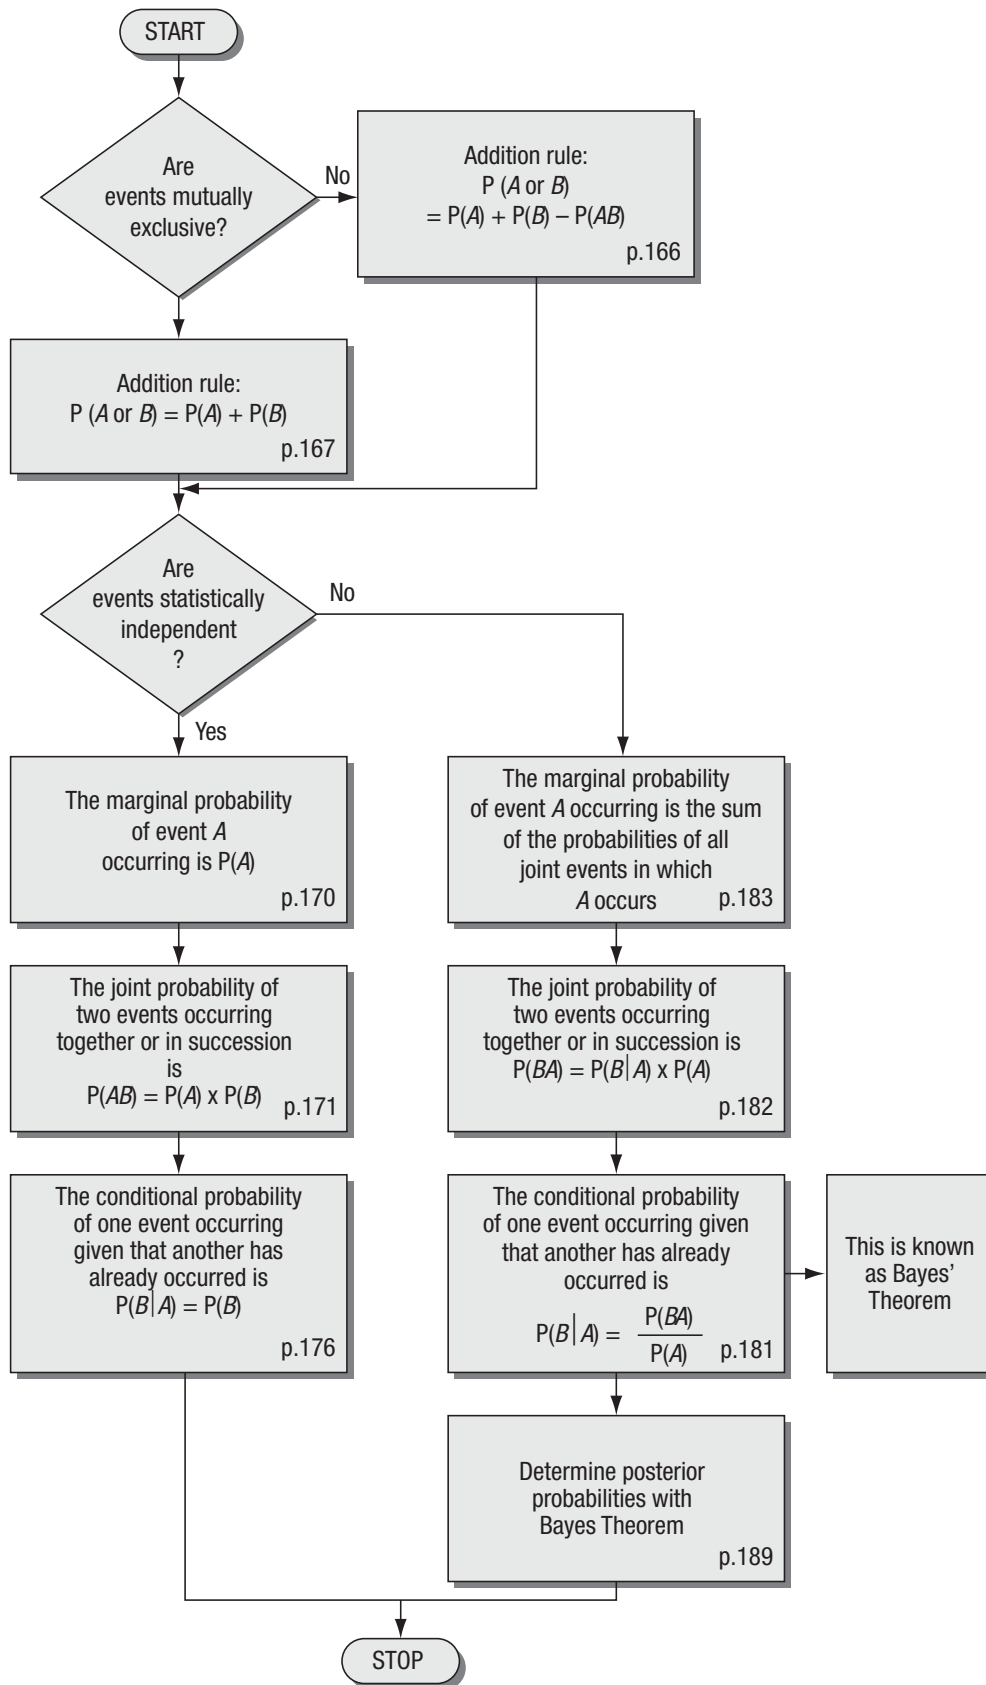 START
Are
events mutually
exclusive?
No
Addition rule:
P (A or B)
= P(A) + P(B) – P(AB)
p.166
Addition rule:
P (A or B) = P(A) + P(B)
p.167
Are
events statistically
independent
?
No
Yes
The marginal probability
of event A
occurring is P(A)
p.170
The marginal probability
of event A occurring is the sum
of the probabilities of all
joint events in which
A occurs p.183
The joint probability of
two events occurring
together or in succession
is
P(AB) = P(A) x P(B) p.171
The joint probability of
two events occurring
together or in succession is
P(BA) = P(B|A) x P(A)
p.182
The conditional probability
of one event occurring
given that another has
already occurred is
P(B|A) = P(B)
p.176
The conditional probability
of one event occurring given
that another has already
occurred is
P(B|A) = P(BA)
P(A) p.181
This is known
as Bayes’
Theorem
Determine posterior
probabilities with
Bayes Theorem
p.189
STOP